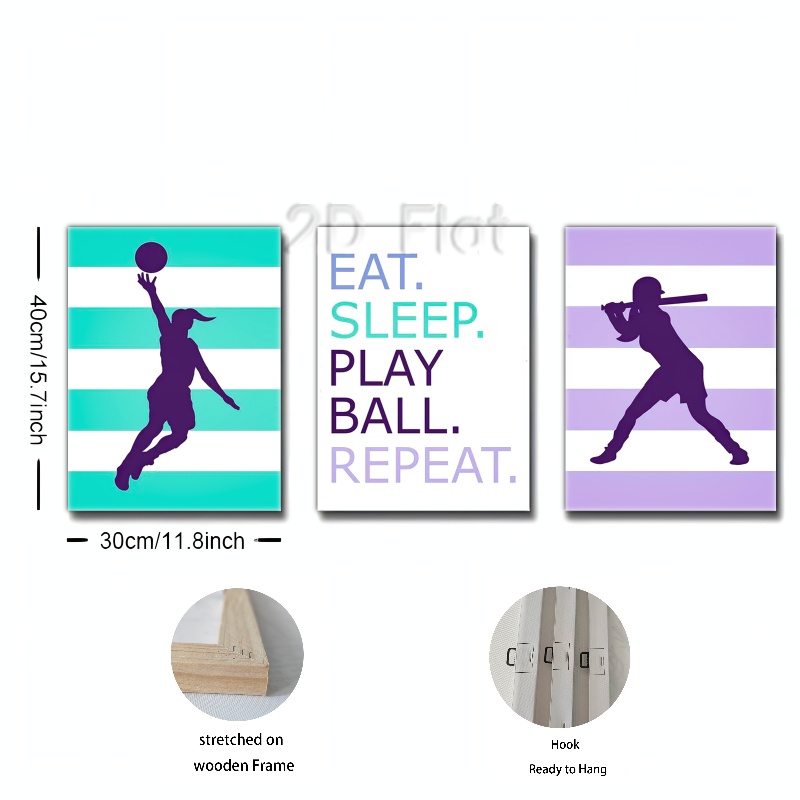 2D Flat
EAT.
SLEEP.
PLAY
BALL.
REPEAT.
40cm/15.7inch
30cm/11.8inch
stretched on
wooden Frame
Hook
Ready to Hang